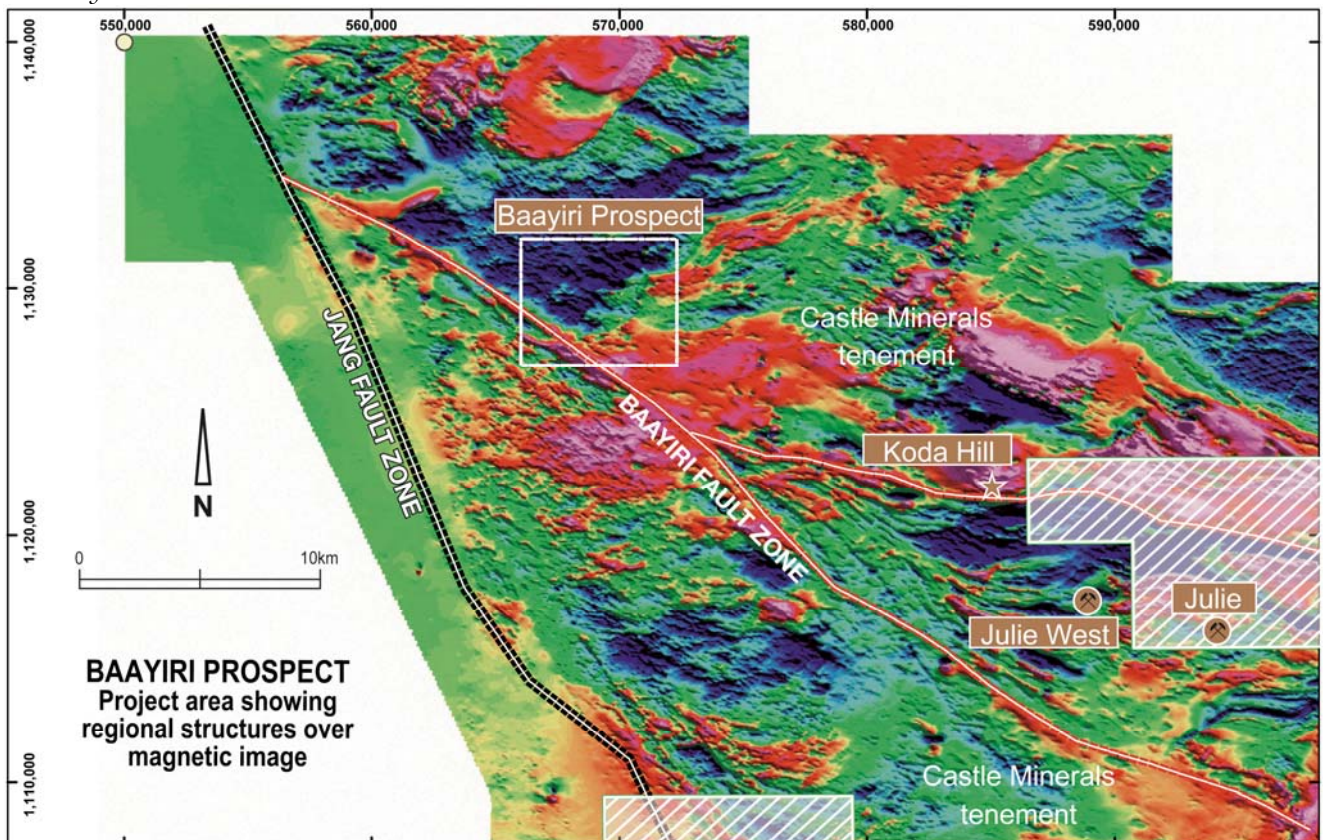 550,000
560,000
570,000
580,000
590,000
1,140,000
Baayiri Prospect
1,130,000
Castle Minerals
tenement
JANG FAULT ZONE
BAAYIRI FAULT ZONE
Koda Hill
N
1,120,000
0
10km
Julie
Julie West
BAAYIRI PROSPECT
Project area showing
regional structures over
magnetic image
1,110,000
Castle Minerals
tenement